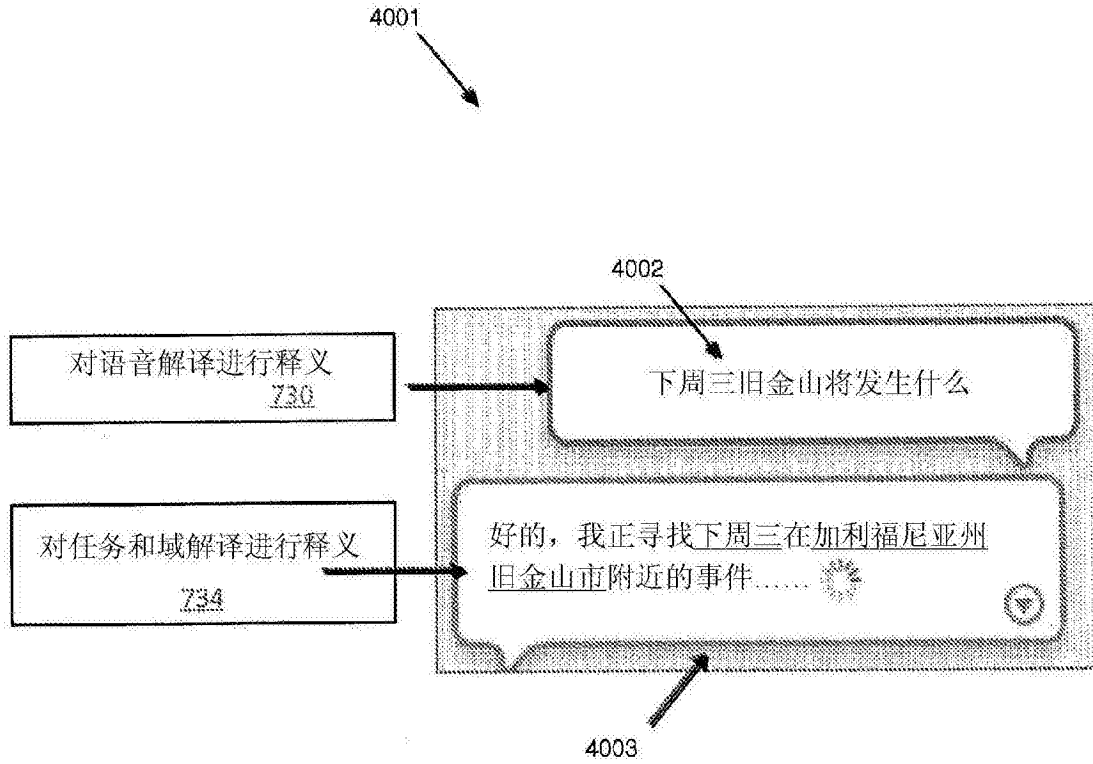 4001
4002
对语音解译进行释义
730
下周三旧金山将发生什么
对任务和域解译进行释义
734
好的，我正寻找下周三在加利福尼亚州
旧金山市附近的事件……
4003